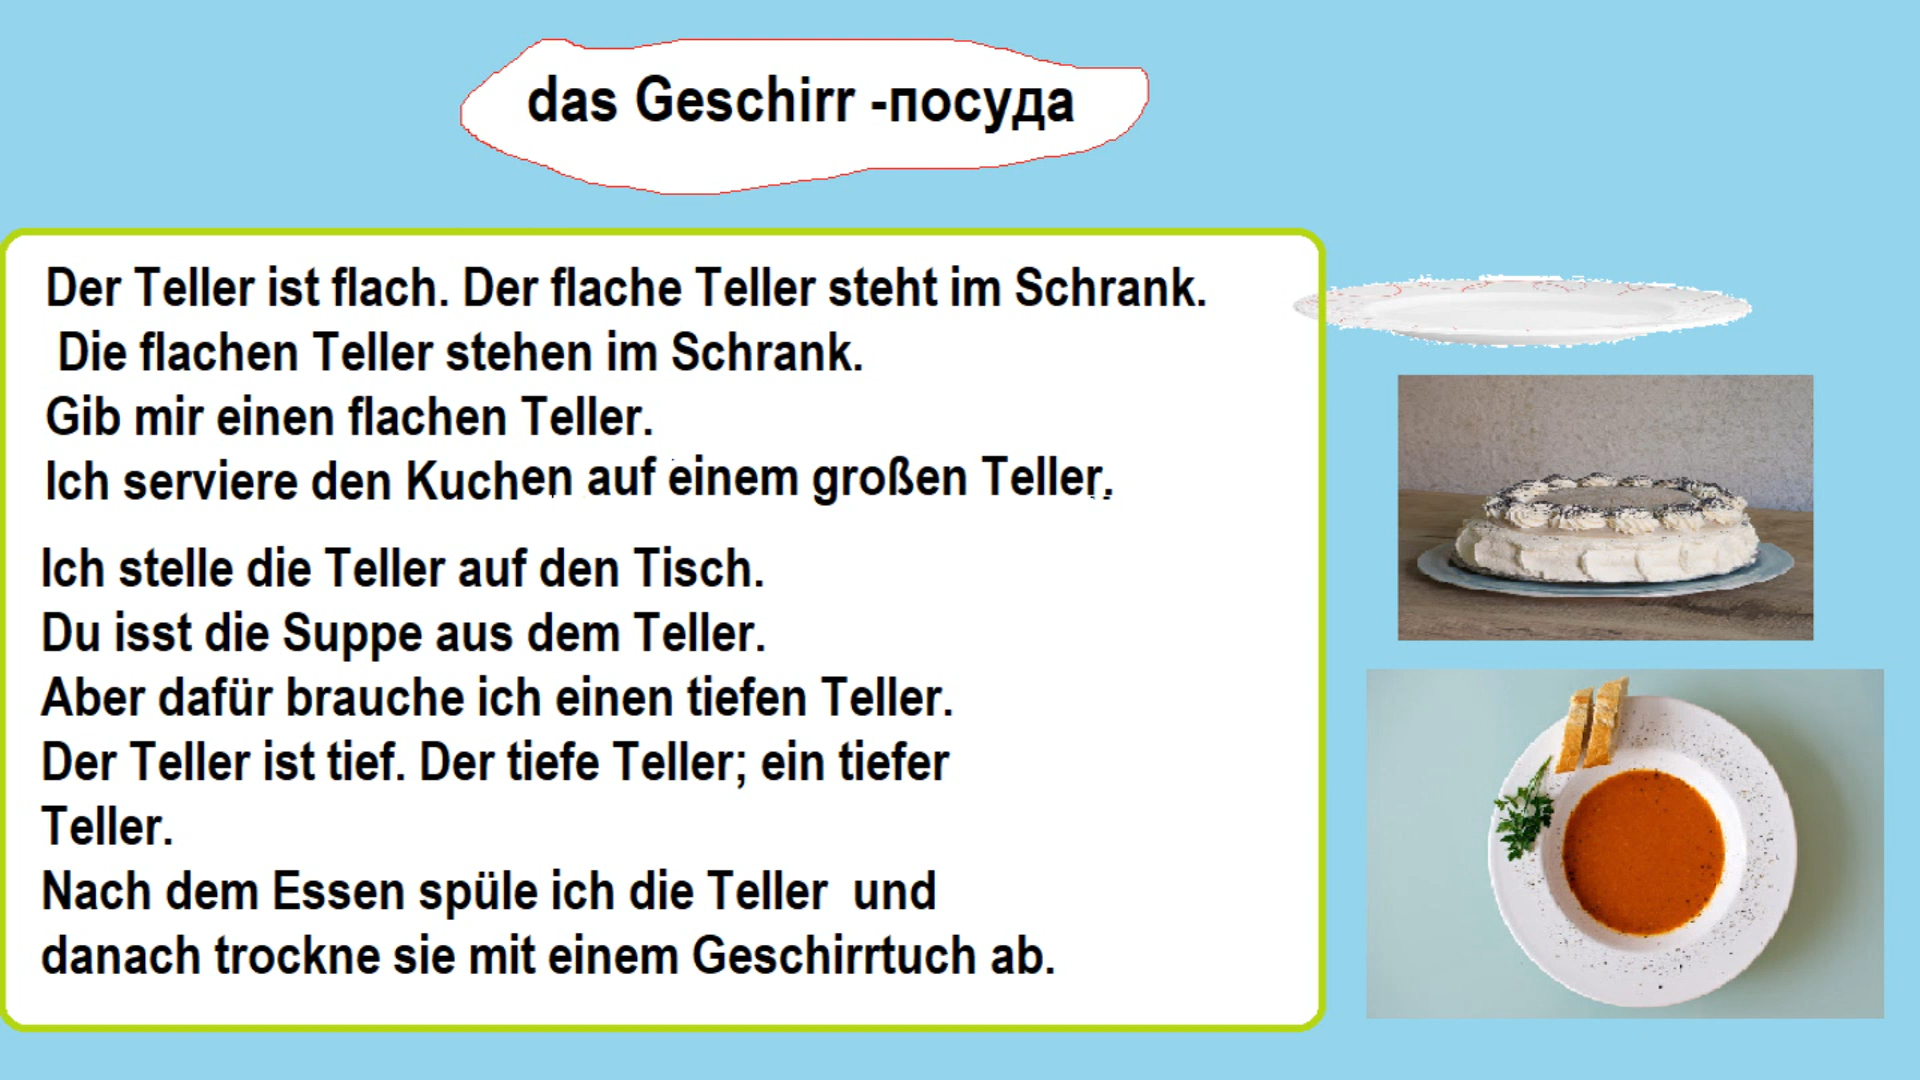 das Geschirr -посуда
Der Teller ist flach. Der flache Teller steht im Schrank.
Die flachen Teller stehen im Schrank.
Gib mir einen flachen Teller.
Ich serviere den Kuchen auf einem großen Teller.
Ich stelle die Teller auf den Tisch.
Du isst die Suppe aus dem Teller.
Aber dafür brauche ich einen tiefen Teller.
Der Teller ist tief. Der tiefe Teller; ein tiefer
Teller.
Nach dem Essen spüle ich die Teller  und
danach trockne sie mit einem Geschirrtuch ab.